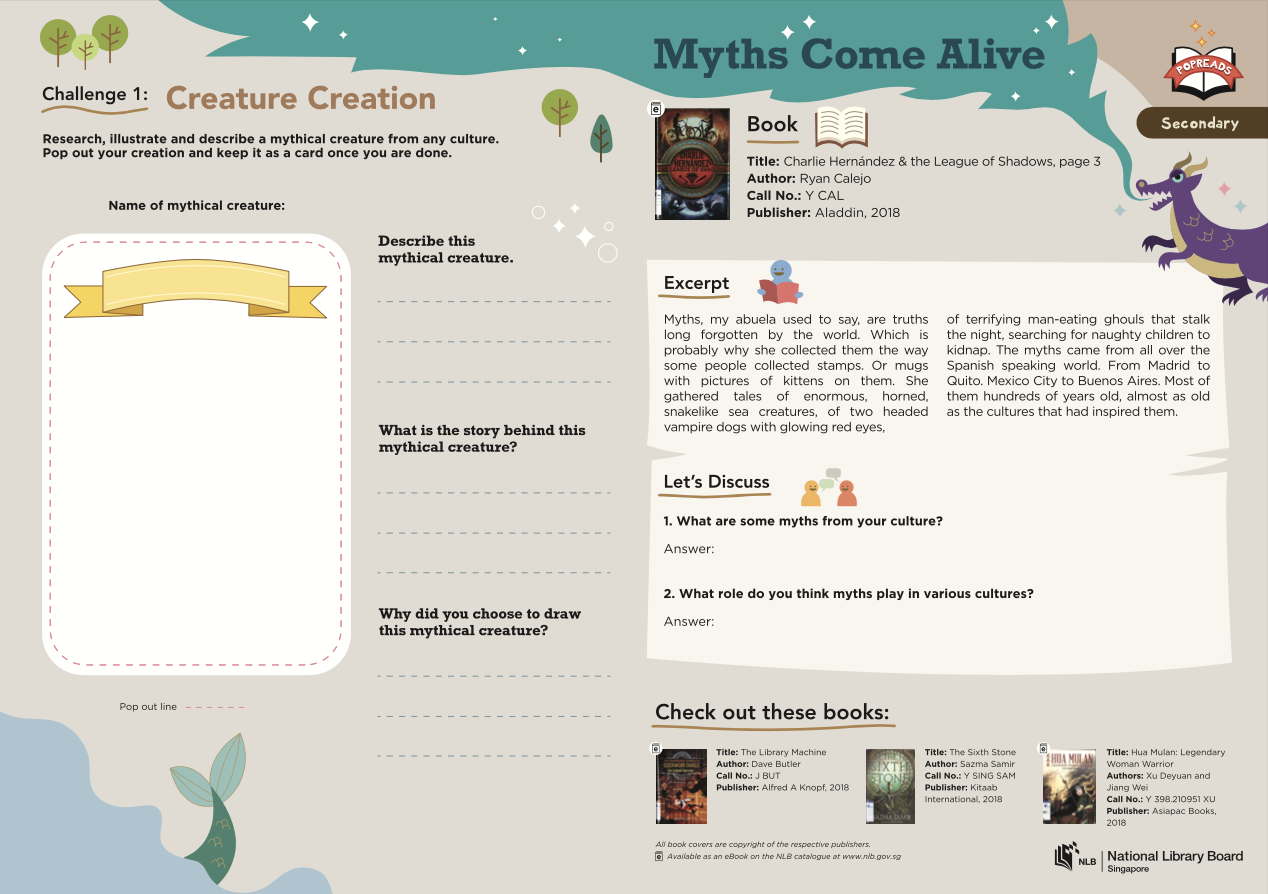 Challenge 1:
Creature Creation
Research, illustrate and describe a mythical creature from any culture.
Pop out your creation and keep it as a card once you are done.
Name of mythical creature:
Describe this
mythical creature.
What is the story behind this
mythical creature?
Why did you choose to draw
this mythical creature?
Pop out line
Myths Come Alive
POPREADS
Secondary
e
CHARLIE
HERNÁNDEZ
Book
Title: Charlie Hernández & the League of Shadows, page 3
Author: Ryan Calejo
Call No.: Y CAL
Publisher: Aladdin, 2018
Excerpt
Myths, my abuela used to say, are truths
long forgotten by the world. Which is
probably why she collected them the way
some people collected stamps. Or mugs
with pictures of kittens on them. She
gathered tales of enormous, horned,
snakelike sea creatures, of two headed
vampire dogs with glowing red eyes,
of terrifying man-eating ghouls that stalk
the night, searching for naughty children to
kidnap. The myths came from all over the
Spanish speaking world. From Madrid to
Quito. Mexico City to Buenos Aires. Most of
them hundreds of years old, almost as old
as the cultures that had inspired them.
Let's Discuss
1. What are some myths from your culture?
Answer:
2. What role do you think myths play in various cultures?
Answer:
Check out these books:
e
Title: The Library Machine
Author: Dave Butler
Call No.: J BUT
Publisher: Alfred A Knopf, 2018
THE
SIXTH
STONE
SAZMA SAMIR
Title: The Sixth Stone
Author: Sazma Samir
Call No.: Y SING SAM
Publisher: Kitaab
International, 2018
e
HUA MULAN
Title: Hua Mulan: Legendary
Woman Warrior
Authors: Xu Deyuan and
Jiang Wei
Call No.: Y 398.210951 XU
Publisher: Asiapac Books,
2018
All book covers are copyright of the respective publishers.
e Available as an eBook on the NLB catalogue at www.nlb.gov.sg
NLB
National Library Board
Singapore